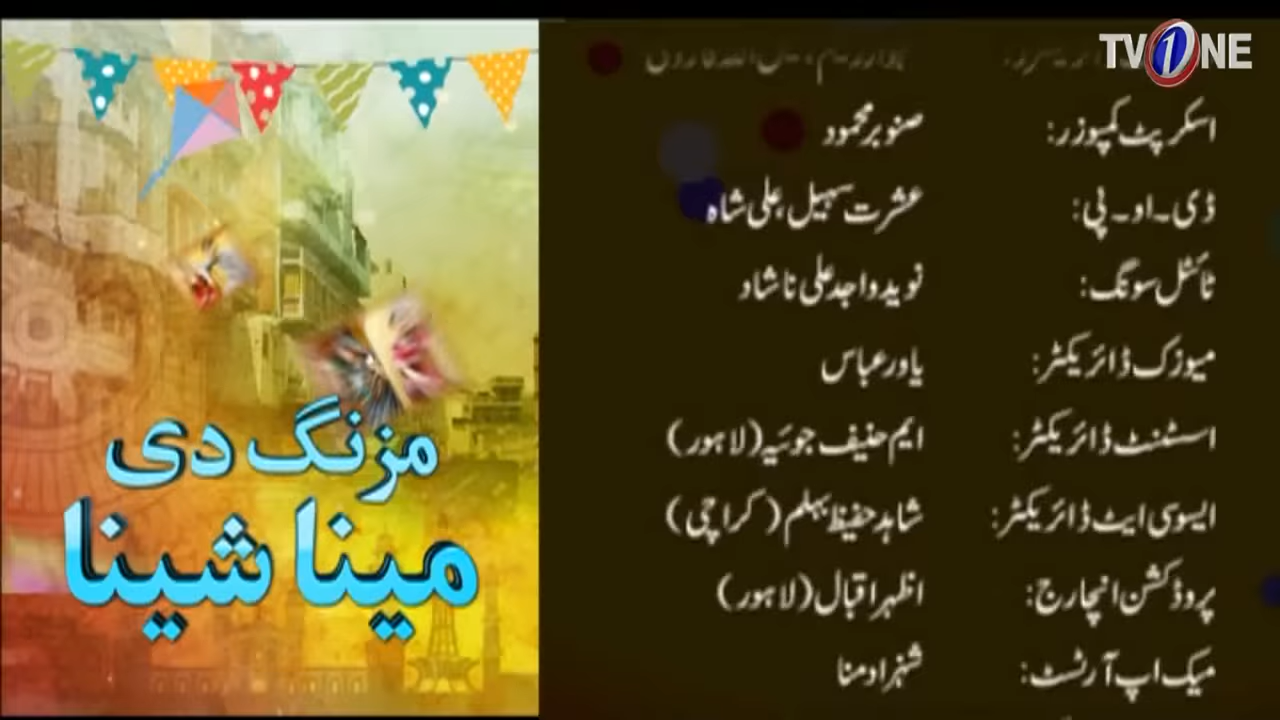 TV ONE
مزنگ دی
مینا شینا
اسکرپٹ کمپوزر: صنوبر محمود
ڈی۔او۔پی: عشرت سہیل، علی شاہ
ٹائٹل سونگ: نوید واجد علی ناشاد
میوزک ڈائریکٹر: یاور عباس
اسسٹنٹ ڈائریکٹر: ایم حنیف جوئیہ (لاہور)
ایسوسی ایٹ ڈائریکٹر: شاہد حفیظ بہلم (کراچی)
پروڈکشن انچارج: اظہر اقبال (لاہور)
میک اپ آرٹسٹ: شہزاد منا